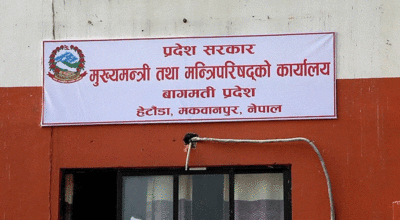 प्रदेश सरकार
मुख्यमन्त्री तथा मन्त्रिपरिषद्को कार्यालय
बागमती प्रदेश
हेटौंडा, मकवानपुर, नेपाल